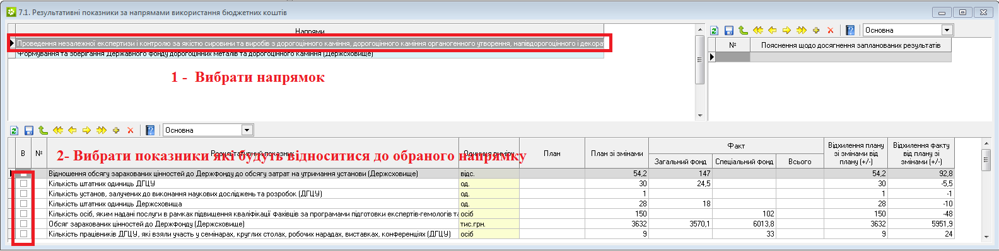 7.1. Результативні показники за напрямами використання бюджетних коштів
Напрями
Проведення незалежної експертизи і контролю за якістю сировини та виробів з дорогоцінного каміння, дорогоцінного каміння органогенного утворення, напівдорогоцінного і декорат
Формування та зберігання Державного фонду дорогоцінних металів та дорогоцінного каміння (Держсховище)
1 - Вибрати напрямок
Основна
№ Пояснення щодо досягнення запланованих результатів
Основна
2- Вибрати показники які будуть відноситися до обраного напрямку
В № Результативний показник Одиниця виміру План План зі змінами Факт Відхилення плану зі змінами від плану (+/-) Відхилення факту від плану зі змінами (+/-)
Загальний фонд Спеціальний фонд Всього
Відношення обсягу зарахованих цінностей до Держфонду до обсягу затрат на утримання установи (Держсховище) відс. 54,2 147 54,2 92,8
Кількість штатних одиниць ДГЦУ од. 30 24,5 30 -5,5
Кількість установ, залучених до виконання наукових досліджень та розробок (ДГЦУ) од. 1 1 -1
Кількість штатних одиниць Держсховища од. 28 18 28 -10
Кількість осіб, яким надані послуги в рамках підвищення кваліфікації фахівців за програмами підготовки експертів-гемологів та осіб 150 102 150 -48
Обсяг зарахованих цінностей до Держфонду (Держсховище) тис.грн. 3632 3570,1 6013,8 3632 5951,9
Кількість працівників ДГЦУ, які взяли участь у семінарах, круглих столах, робочих нарадах, виставках, конференціях (ДГЦУ) осіб 9 33 9 24